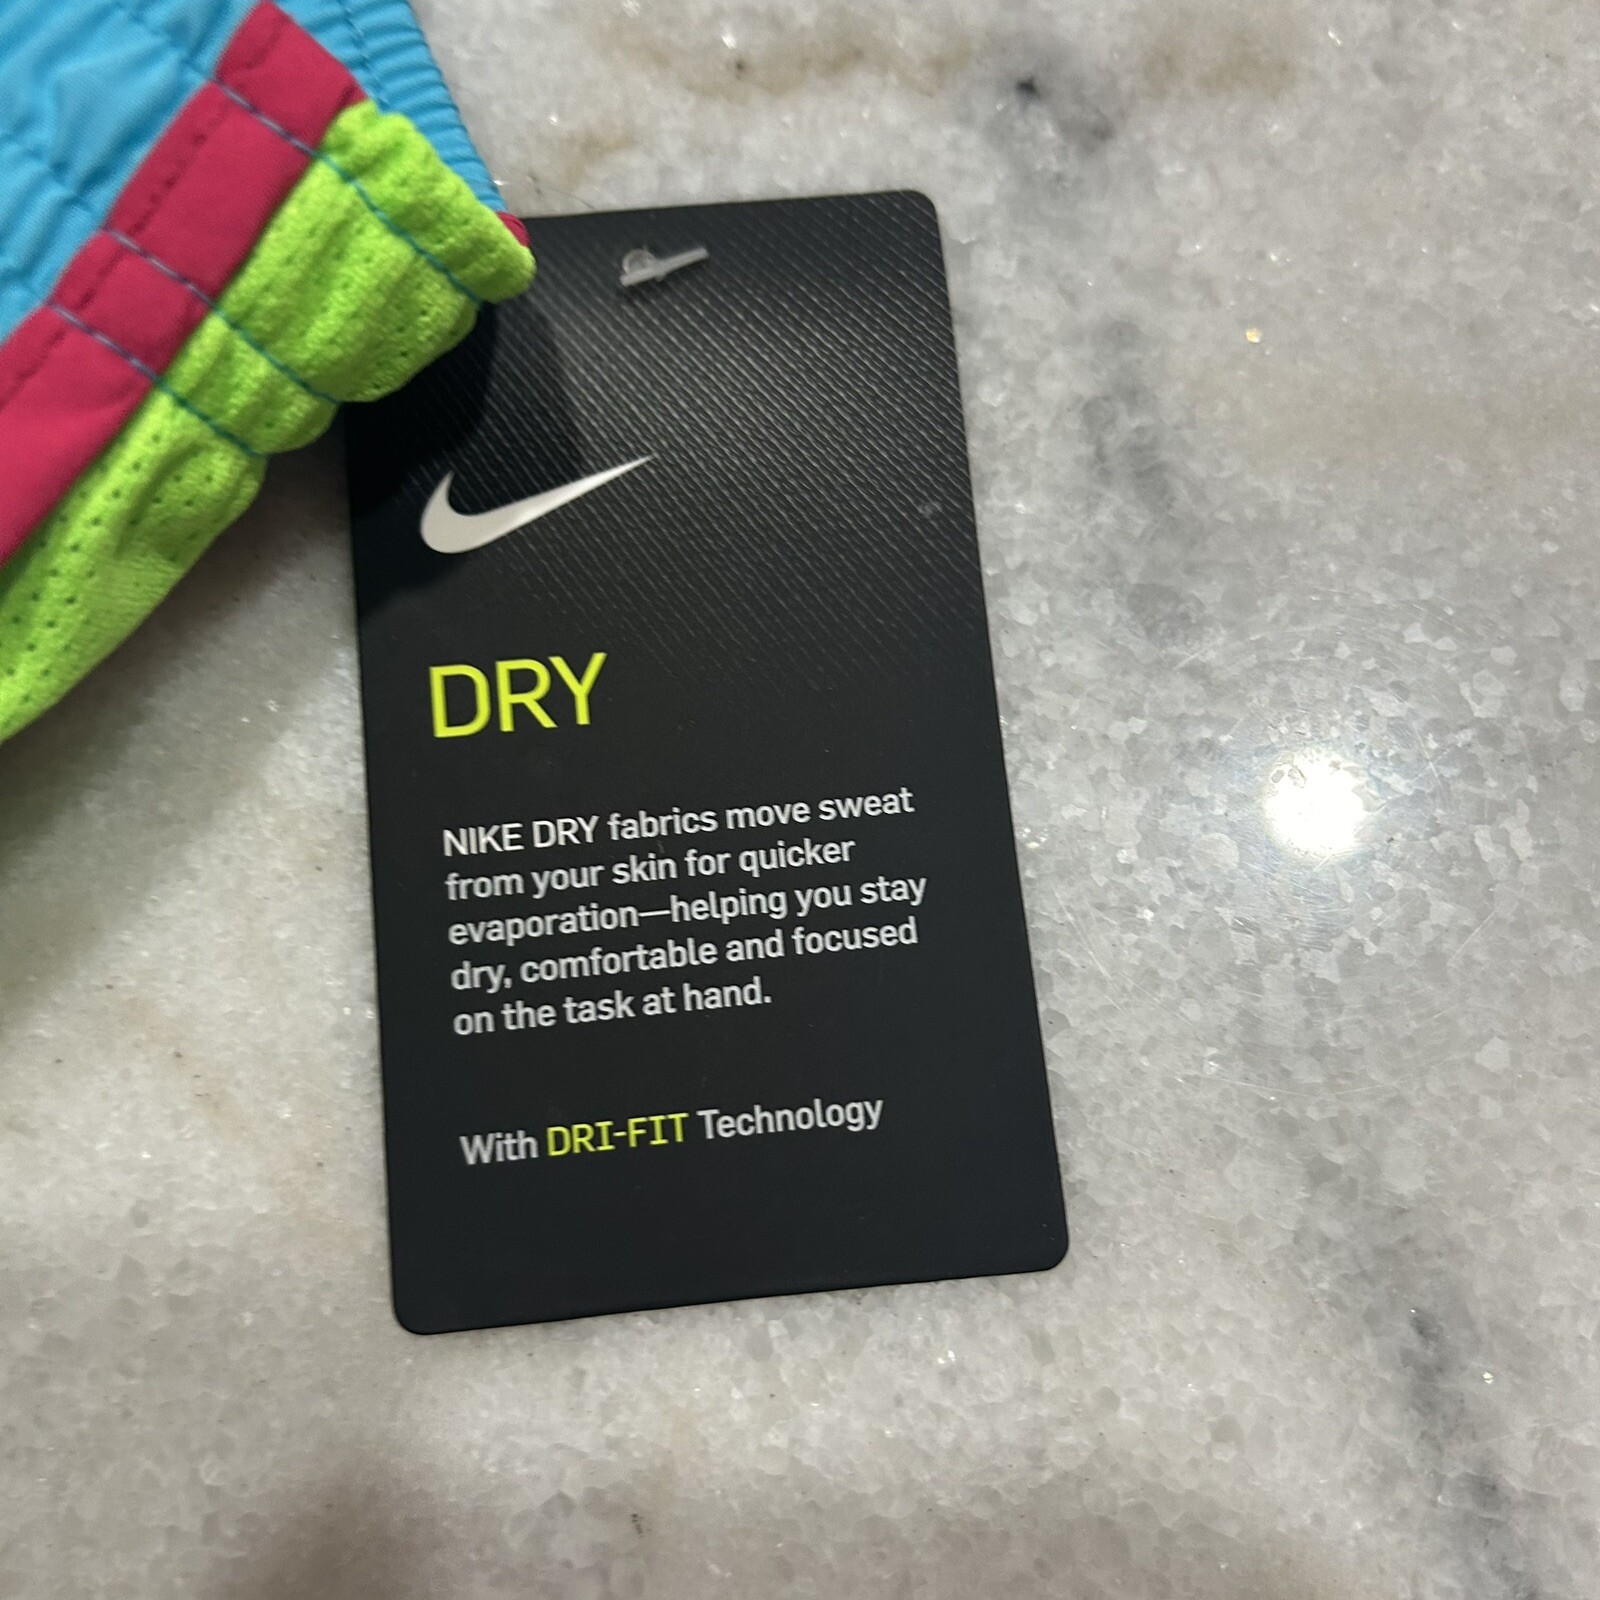 DRY
NIKE DRY fabrics move sweat
from your skin for quicker
evaporation—helping you stay
dry, comfortable and focused
on the task at hand.
With DRI-FIT Technology